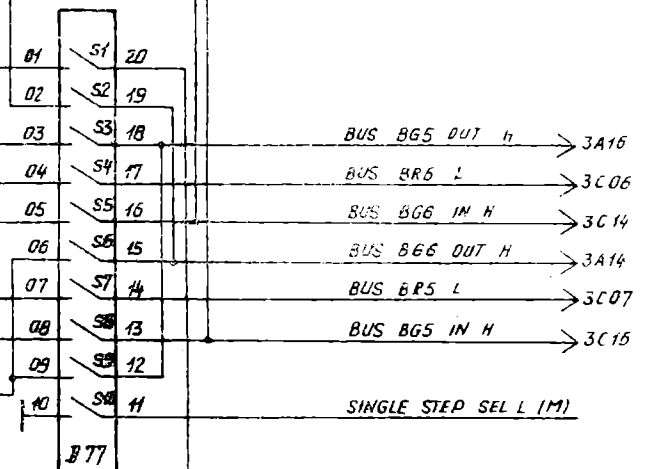 01 S1 20
02 S2 19
03 S3 18 BUS BG5 OUT H 3A16
04 S4 17 BUS BR6 L 3C06
05 S5 16 BUS BG6 IN H 3C14
06 S6 15 BUS BG6 OUT H 3A14
07 S7 14 BUS BR5 L 3C07
08 S8 13 BUS BG5 IN H 3C16
09 S9 12
10 S10 11 SINGLE STEP SEL L (M)
B77